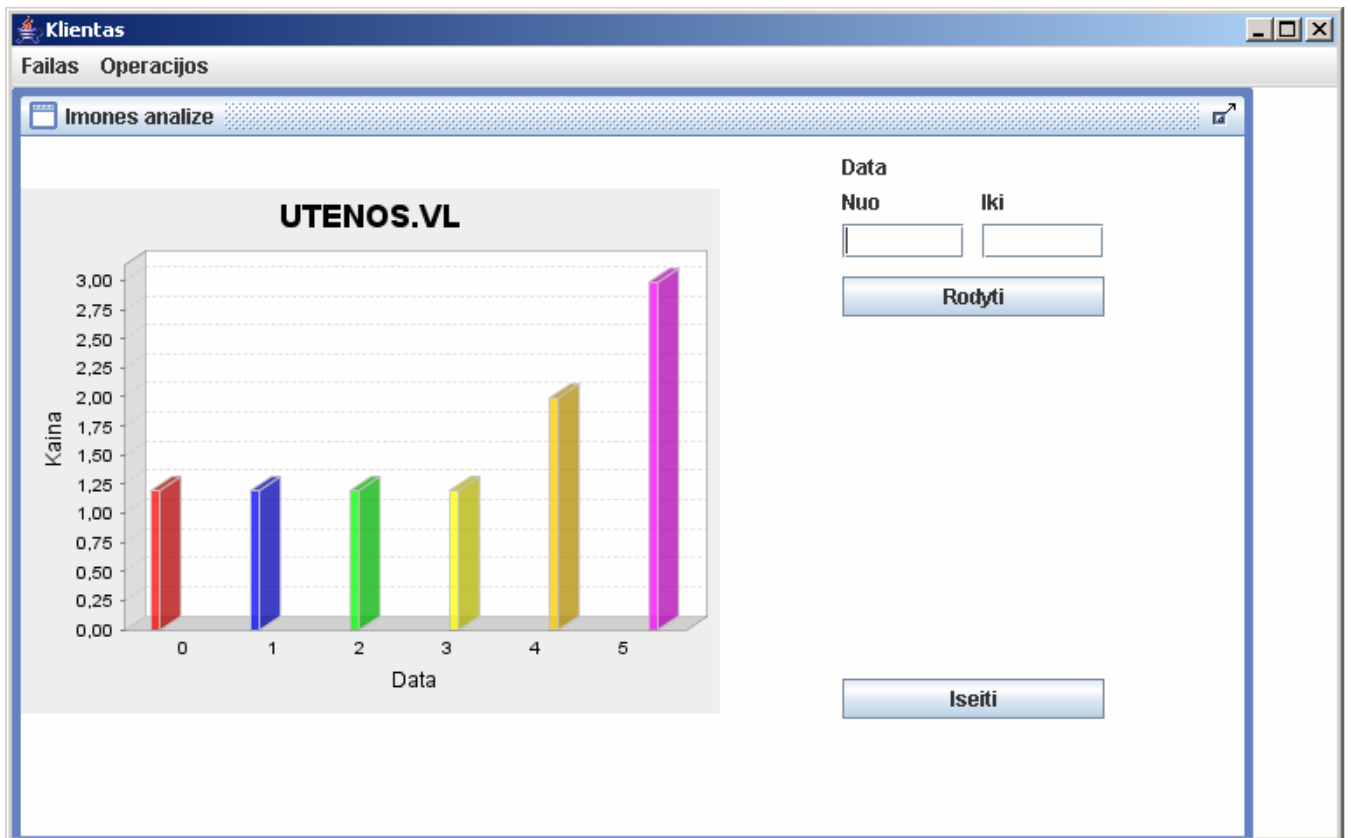 Klientas
Failas Operacijos
Imones analize
Data
Nuo Iki
Rodyti
UTENOS.VL
Kaina
3,00
2,75
2,50
2,25
2,00
1,75
1,50
1,25
1,00
0,75
0,50
0,25
0,00
0 1 2 3 4 5
Data
Iseiti